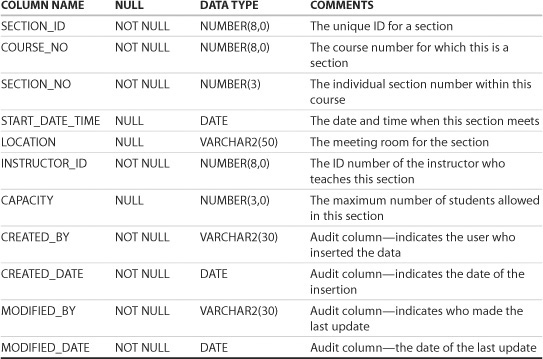 COLUMN NAME NULL DATA TYPE COMMENTS
SECTION_ID NOT NULL NUMBER(8,0) The unique ID for a section
COURSE_NO NOT NULL NUMBER(8,0) The course number for which this is a
section
SECTION_NO NOT NULL NUMBER(3) The individual section number within this
course
START_DATE_TIME NULL DATE The date and time when this section meets
LOCATION NULL VARCHAR2(50) The meeting room for the section
INSTRUCTOR_ID NOT NULL NUMBER(8,0) The ID number of the instructor who
teaches this section
CAPACITY NULL NUMBER(3,0) The maximum number of students allowed
in this section
CREATED_BY NOT NULL VARCHAR2(30) Audit column—indicates the user who
inserted the data
CREATED_DATE NOT NULL DATE Audit column—indicates the date of the
insertion
MODIFIED_BY NOT NULL VARCHAR2(30) Audit column—indicates who made the
last update
MODIFIED_DATE NOT NULL DATE Audit column—the date of the last update